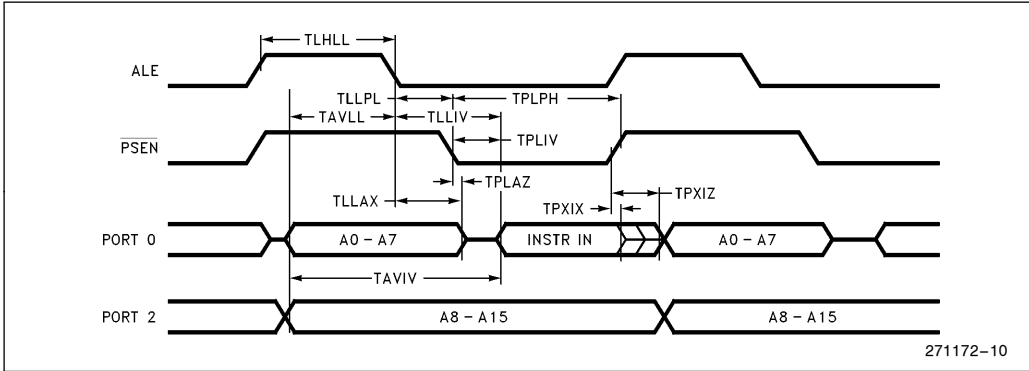 TLHLL
ALE
TLLPL
TPLPH
TAVLL
TLLIV
PSEN
TPLIV
TPLAZ
TLLAX
TPXIZ
TPXIX
PORT 0
A0 – A7
INSTR IN
A0 – A7
TAVIV
PORT 2
A8 – A15
A8 – A15
271172–10